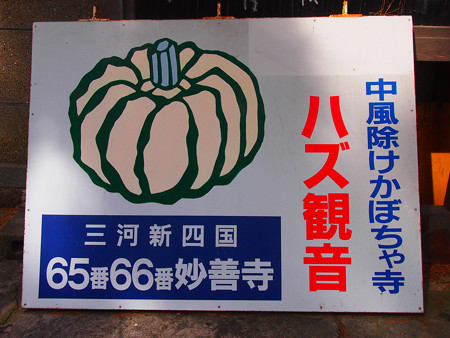 中風除けかぼちゃ寺
ハズ観音
三河新四国
65番66番妙善寺